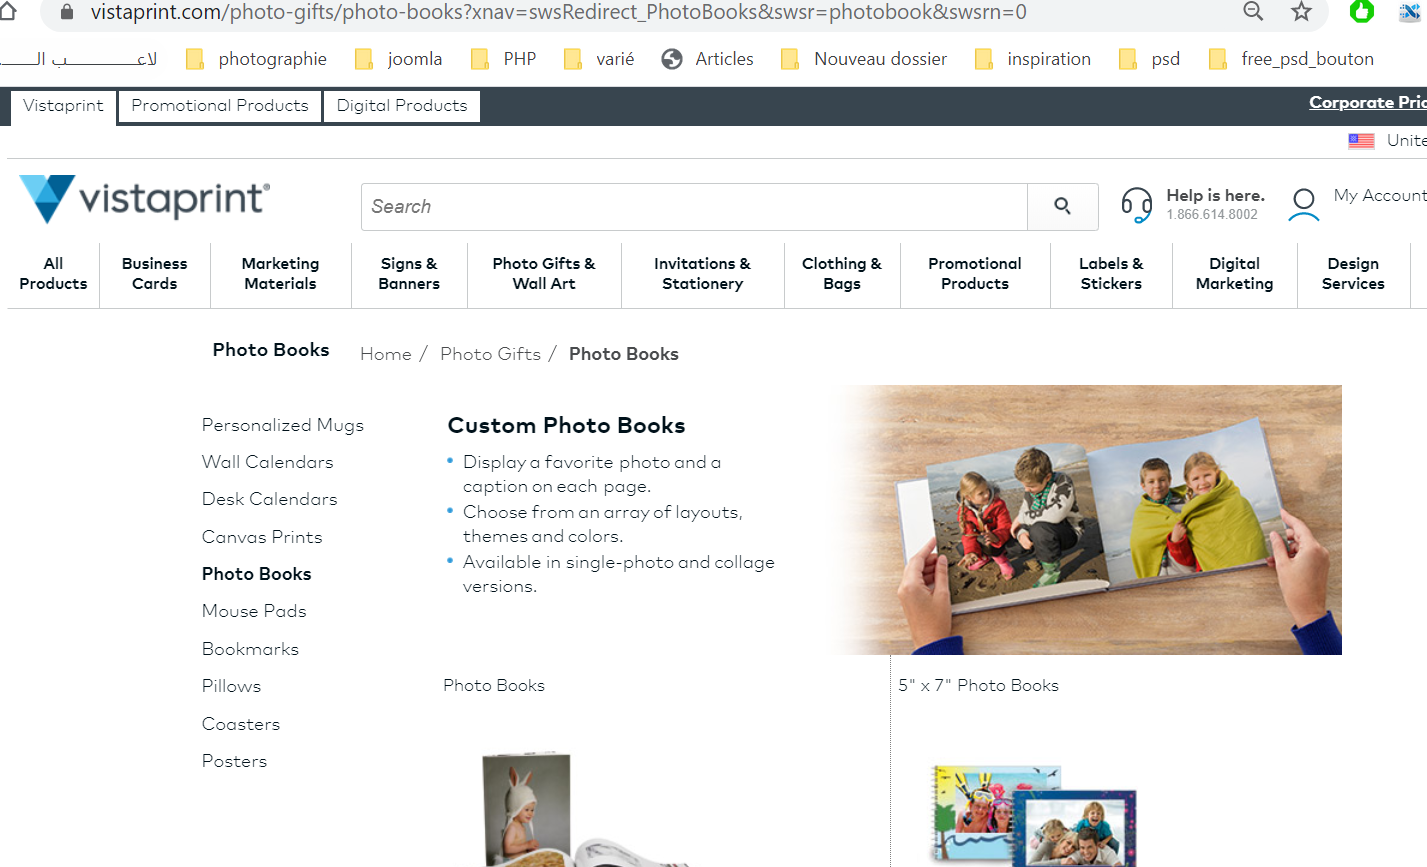 vistaprint.com/photo-gifts/photo-books?xnav=swsRedirect_PhotoBooks&swsr=photobook&swsrn=0
photographie joomla PHP varié Articles Nouveau dossier inspiration psd free_psd_bouton
Vistaprint Promotional Products Digital Products
Corporate
vistaprint®
Search
Help is here.
1.866.614.8002
My Account
All Products
Business Cards
Marketing Materials
Signs & Banners
Photo Gifts & Wall Art
Invitations & Stationery
Clothing & Bags
Promotional Products
Labels & Stickers
Digital Marketing
Design Services
Photo Books
Home / Photo Gifts / Photo Books
Personalized Mugs
Wall Calendars
Desk Calendars
Canvas Prints
Photo Books
Mouse Pads
Bookmarks
Pillows
Coasters
Posters
Custom Photo Books
• Display a favorite photo and a
caption on each page.
• Choose from an array of layouts,
themes and colors.
• Available in single-photo and collage
versions.
Photo Books
5" x 7" Photo Books